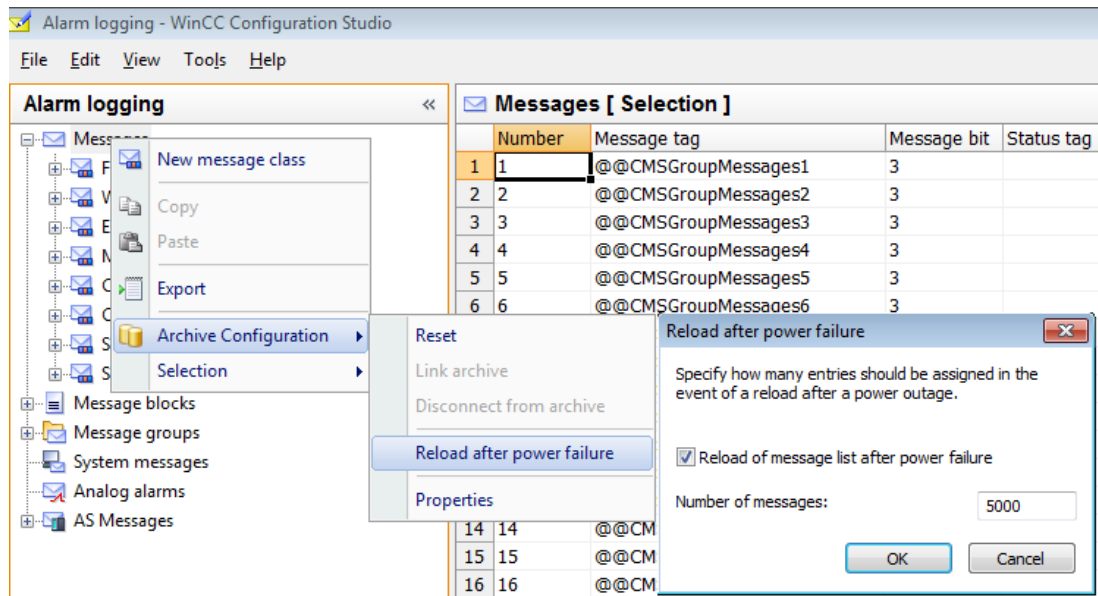 Alarm logging - WinCC Configuration Studio
File Edit View Tools Help
Alarm logging «
Messages
F
W
E
M
C
C
S
S
Message blocks
Message groups
System messages
Analog alarms
AS Messages
New message class
Copy
Paste
Export
Archive Configuration
Selection
Reset
Link archive
Disconnect from archive
Reload after power failure
Properties
Messages [ Selection ]
Number Message tag Message bit Status tag
1 1 @@CMSGroupMessages1 3
2 2 @@CMSGroupMessages2 3
3 3 @@CMSGroupMessages3 3
4 4 @@CMSGroupMessages4 3
5 5 @@CMSGroupMessages5 3
6 6 @@CMSGroupMessages6 3
14 14 @@CM
15 15 @@CM
16 16 @@CM
Reload after power failure
Specify how many entries should be assigned in the
event of a reload after a power outage.
Reload of message list after power failure
Number of messages: 5000
OK Cancel